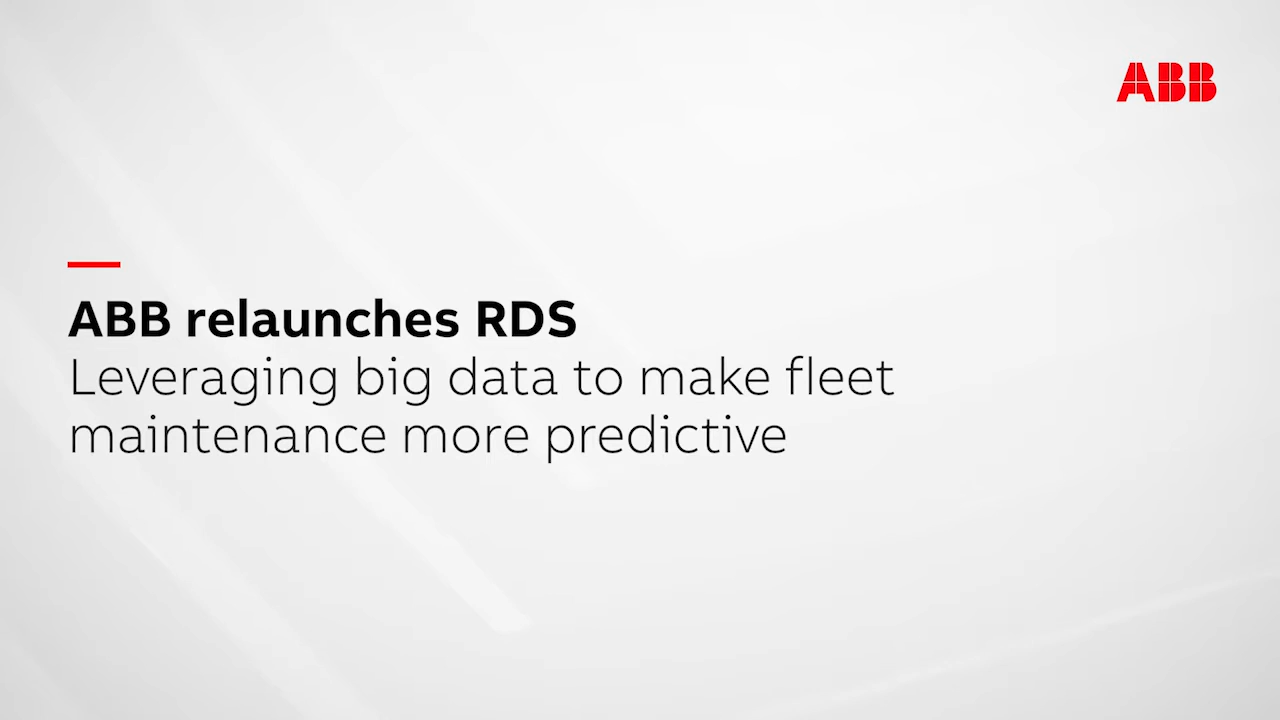 ABB
ABB relaunches RDS
Leveraging big data to make fleet
maintenance more predictive